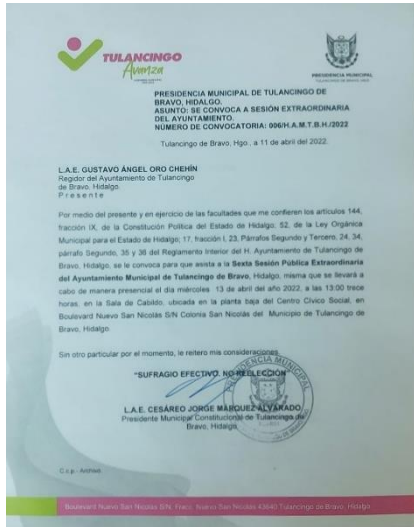 TULANCINGO
Avanza
PRESIDENCIA MUNICIPAL
PRESIDENCIA MUNICIPAL DE TULANCINGO DE
BRAVO, HIDALGO.
ASUNTO: SE CONVOCA A SESIÓN EXTRAORDINARIA
DEL AYUNTAMIENTO.
NÚMERO DE CONVOCATORIA: 006/H.A.M.T.B.H./2022
Tulancingo de Bravo, Hgo., a 11 de abril del 2022.
L.A.E. GUSTAVO ÁNGEL ORO CHEHÍN
Regidor del Ayuntamiento de Tulancingo
de Bravo, Hidalgo.
P r e s e n t e
Por medio del presente y en ejercicio de las facultades que me confieren los artículos 144,
fracción IX, de la Constitución Política del Estado de Hidalgo; 52, de la Ley Orgánica
Municipal para el Estado de Hidalgo; 17, fracción I, 23, Párrafos Segundo y Tercero, 24, 34,
párrafo Segundo, 35 y 38 del Reglamento Interior del H. Ayuntamiento de Tulancingo de
Bravo, Hidalgo, se le convoca para que asista a la Sexta Sesión Pública Extraordinaria
del Ayuntamiento Municipal de Tulancingo de Bravo, Hidalgo, misma que se llevará a
cabo de manera presencial el día miércoles 13 de abril del año 2022, a las 13:00 trece
horas, en la Sala de Cabildo, ubicada en la planta baja del Centro Cívico Social, en
Boulevard Nuevo San Nicolás S/N Colonia San Nicolás del Municipio de Tulancingo de
Bravo, Hidalgo.
Sin otro particular por el momento, le reitero mis consideraciones.
"SUFRAGIO EFECTIVO. NO REELECCIÓN"
PRESIDENCIA MUNICIPAL
L.A.E. CESÁREO JORGE MÁRQUEZ ALVARADO.
Presidente Municipal Constitucional de Tulancingo de
Bravo, Hidalgo.
C.c.p.- Archivo.
Boulevard Nuevo San Nicolás S/N, Fracc. Nuevo San Nicolás 43640 Tulancingo de Bravo, Hidalgo